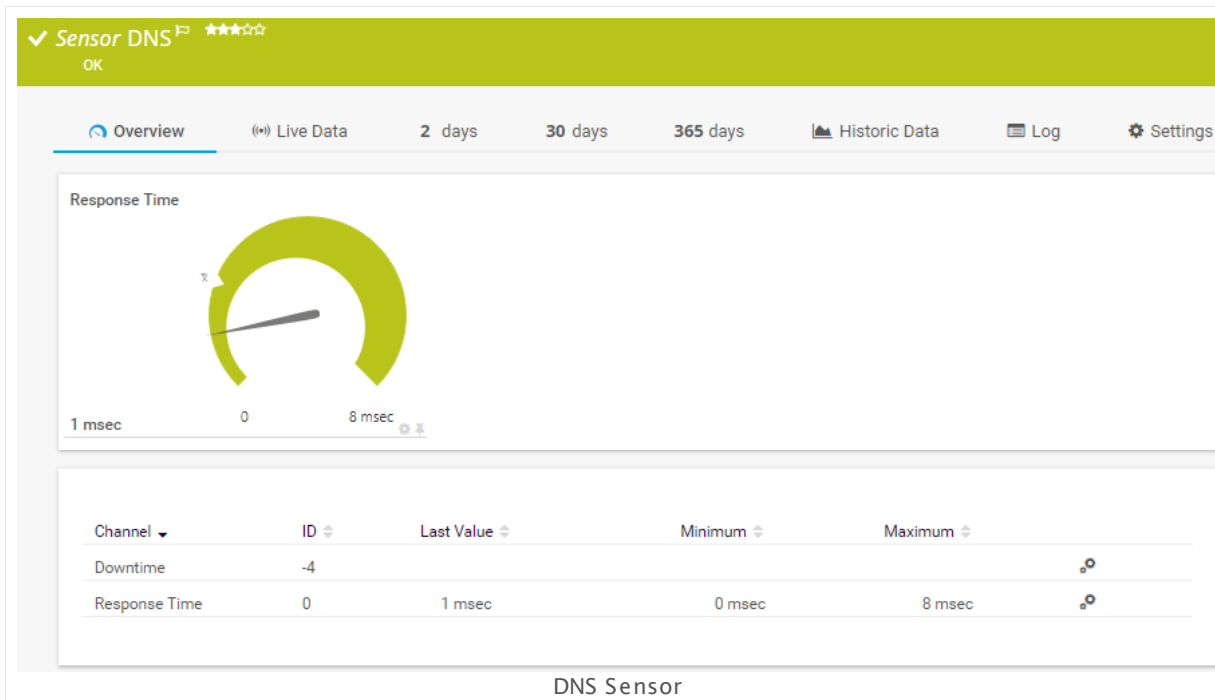 Sensor DNS
OK
Overview Live Data 2 days 30 days 365 days Historic Data Log Settings
Response Time
1 msec
0 8 msec
Channel ID Last Value Minimum Maximum
Downtime -4
Response Time 0 1 msec 0 msec 8 msec
DNS Sensor